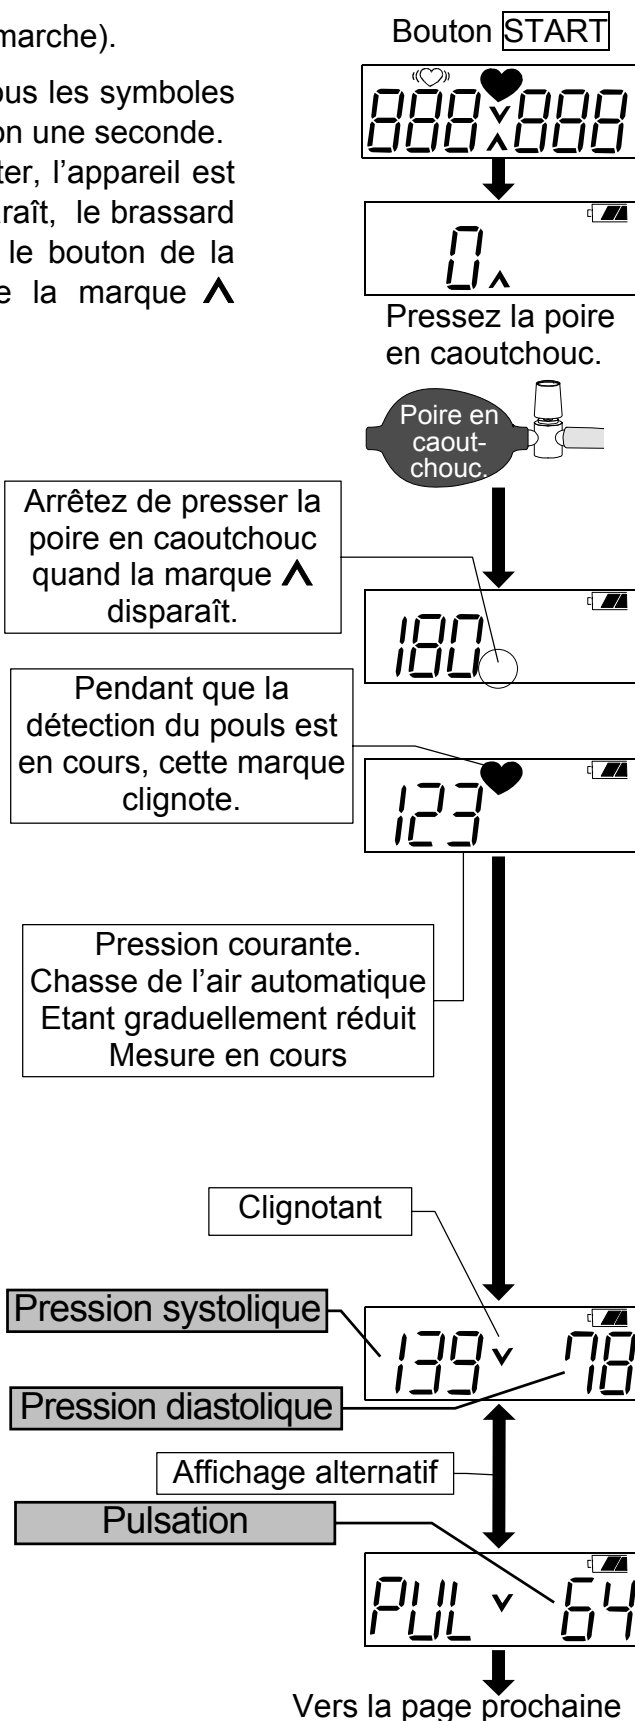 marche).
ous les symboles
on une seconde.
ter, l’appareil est
raît, le brassard
le bouton de la
e la marque Λ
Bouton START
888 888
0
Pressez la poire
en caoutchouc.
Poire en
caout-
chouc.
Arrêtez de presser la
poire en caoutchouc
quand la marque Λ
disparaît.
180
Pendant que la
détection du pouls est
en cours, cette marque
clignote.
123
Pression courante.
Chasse de l’air automatique
Etant graduellement réduit
Mesure en cours
Clignotant
Pression systolique
139 78
Pression diastolique
Affichage alternatif
Pulsation
PUL 64
Vers la page prochaine